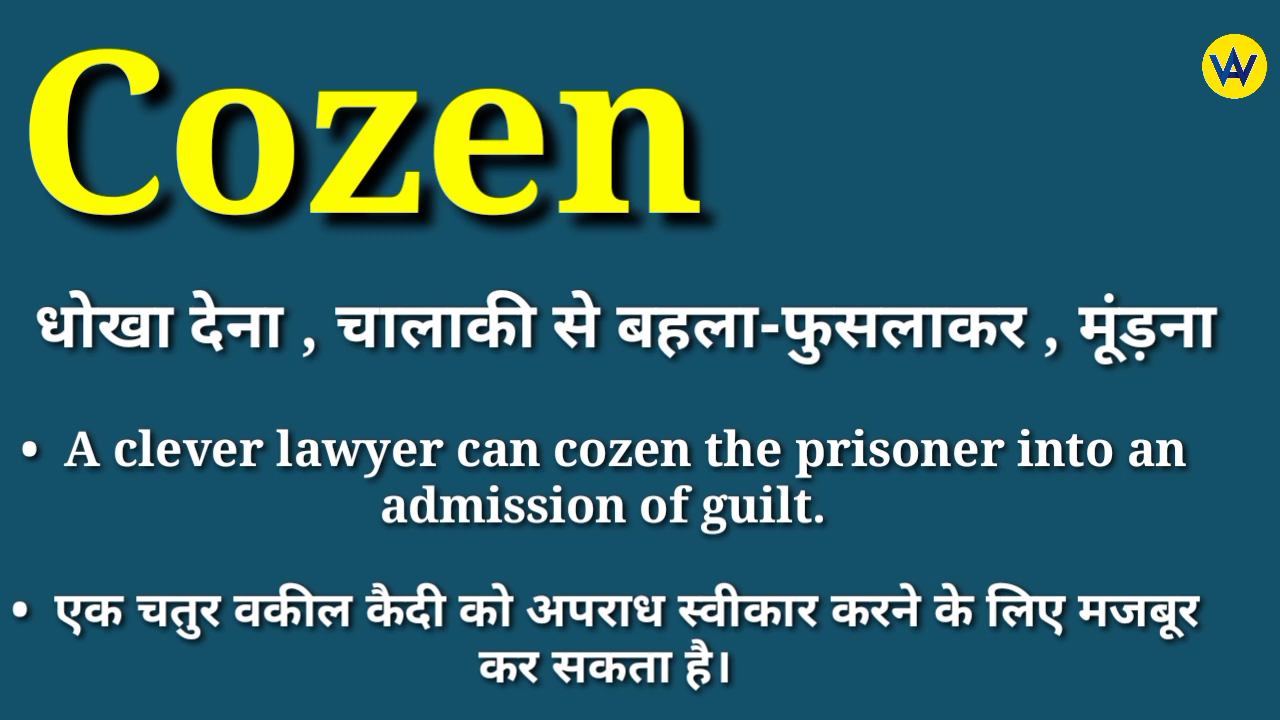 Cozen
धोखा देना , चालाकी से बहला-फुसलाकर , मूंड़ना
• A clever lawyer can cozen the prisoner into an
admission of guilt.
• एक चतुर वकील कैदी को अपराध स्वीकार करने के लिए मजबूर
कर सकता है।